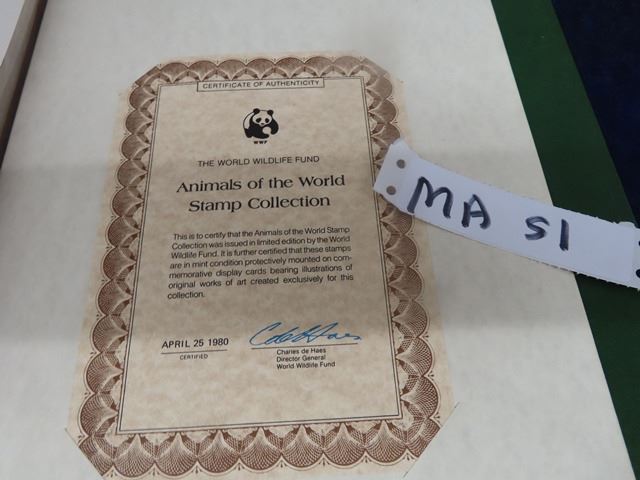 CERTIFICATE OF AUTHENTICITY
WWF
THE WORLD WILDLIFE FUND
Animals of the World
Stamp Collection
This is to certify that the Animals of the World Stamp
Collection was issued in limited edition by the World
Wildlife Fund. It is further certified that these stamps
are in mint condition protectively mounted on com-
memorative display cards bearing illustrations of
original works of art created exclusively for this
collection.
APRIL 25 1980
CERTIFIED
C de Haes
Charles de Haes
Director General
World Wildlife Fund
MA 51